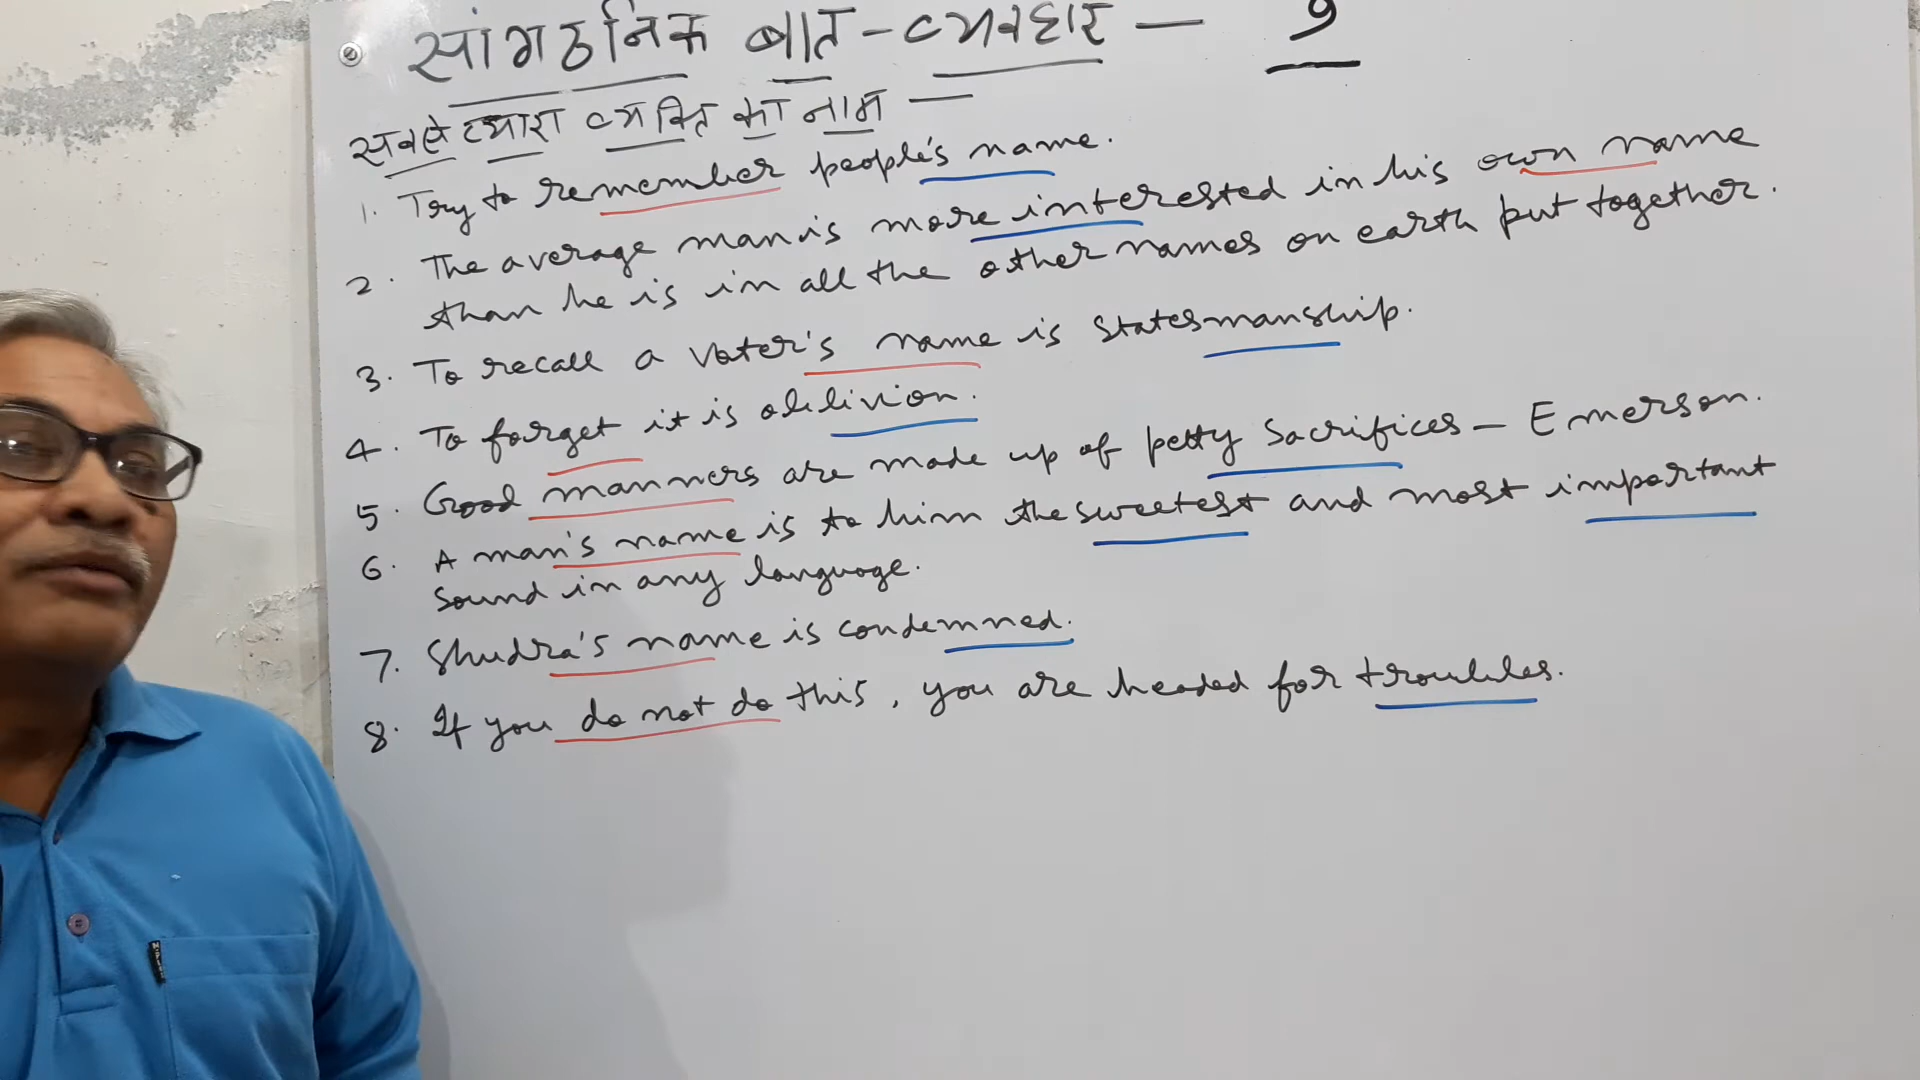 सांगठनिक बात-व्यवहार — 9
सबसे प्यारा व्यक्ति का नाम —
1. Try to remember people's name.
2. The average man is more interested in his own name
than he is in all the other names on earth put together.
3. To recall a voter's name is statesmanship.
4. To forget it is oblivion.
5. Good manners are made up of petty sacrifices — Emerson.
6. A man's name is to him the sweetest and most important
sound in any language.
7. Shudra's name is condemned.
8. If you do not do this, you are headed for troubles.